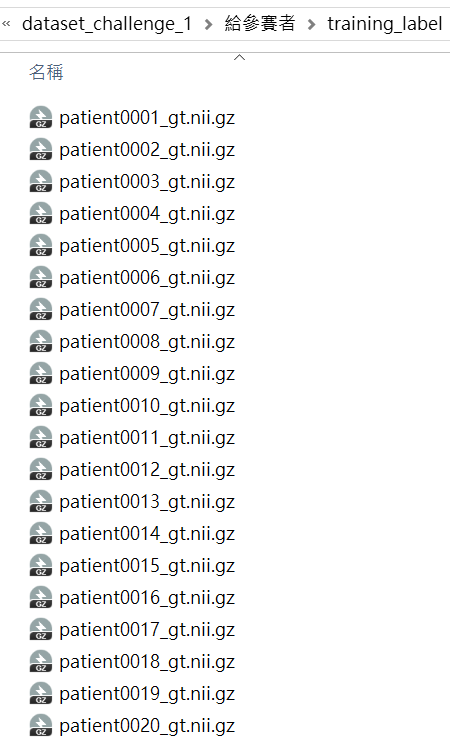 « dataset_challenge_1 > 給參賽者 > training_label
名稱
patient0001_gt.nii.gz
patient0002_gt.nii.gz
patient0003_gt.nii.gz
patient0004_gt.nii.gz
patient0005_gt.nii.gz
patient0006_gt.nii.gz
patient0007_gt.nii.gz
patient0008_gt.nii.gz
patient0009_gt.nii.gz
patient0010_gt.nii.gz
patient0011_gt.nii.gz
patient0012_gt.nii.gz
patient0013_gt.nii.gz
patient0014_gt.nii.gz
patient0015_gt.nii.gz
patient0016_gt.nii.gz
patient0017_gt.nii.gz
patient0018_gt.nii.gz
patient0019_gt.nii.gz
patient0020_gt.nii.gz